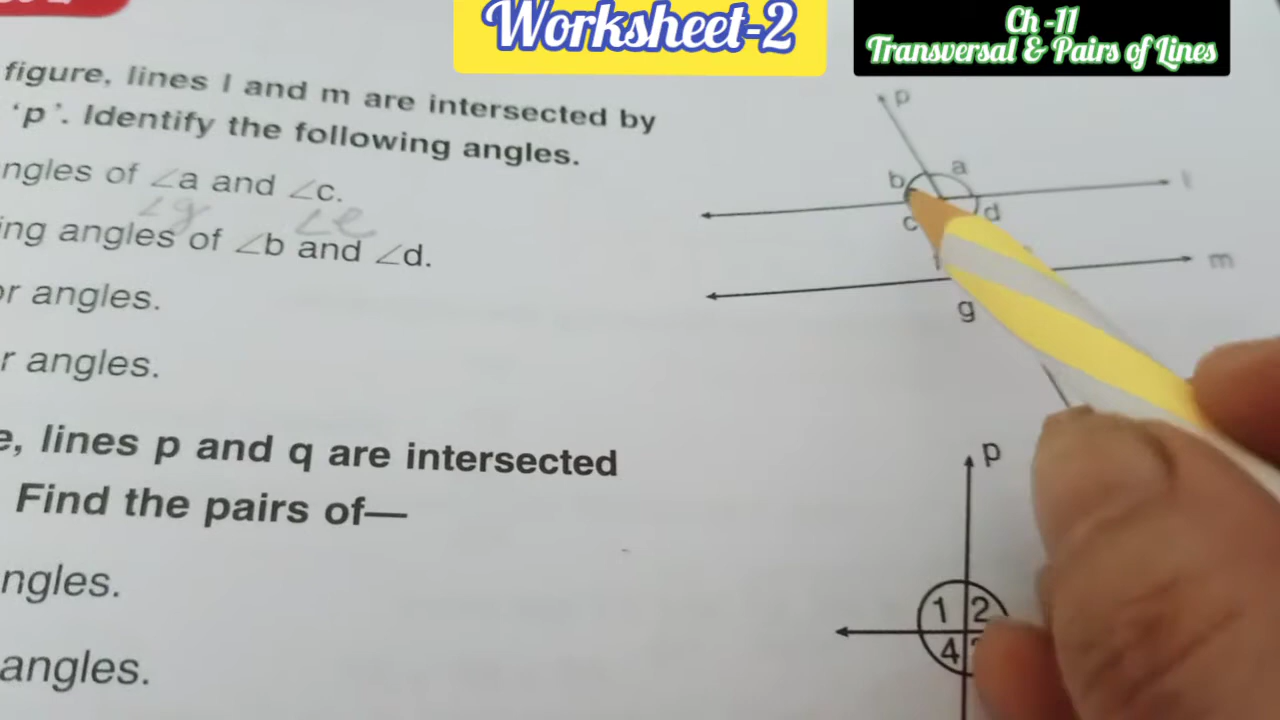 Worksheet-2
Ch -11
Transversal & Pairs of Lines
figure, lines l and m are intersected by
'p'. Identify the following angles.
ngles of ∠a and ∠c.
∠g ∠e
ing angles of ∠b and ∠d.
or angles.
r angles.
e, lines p and q are intersected
Find the pairs of—
ngles.
angles.
p
a
b
l
c
d
m
g
p
1 2
4